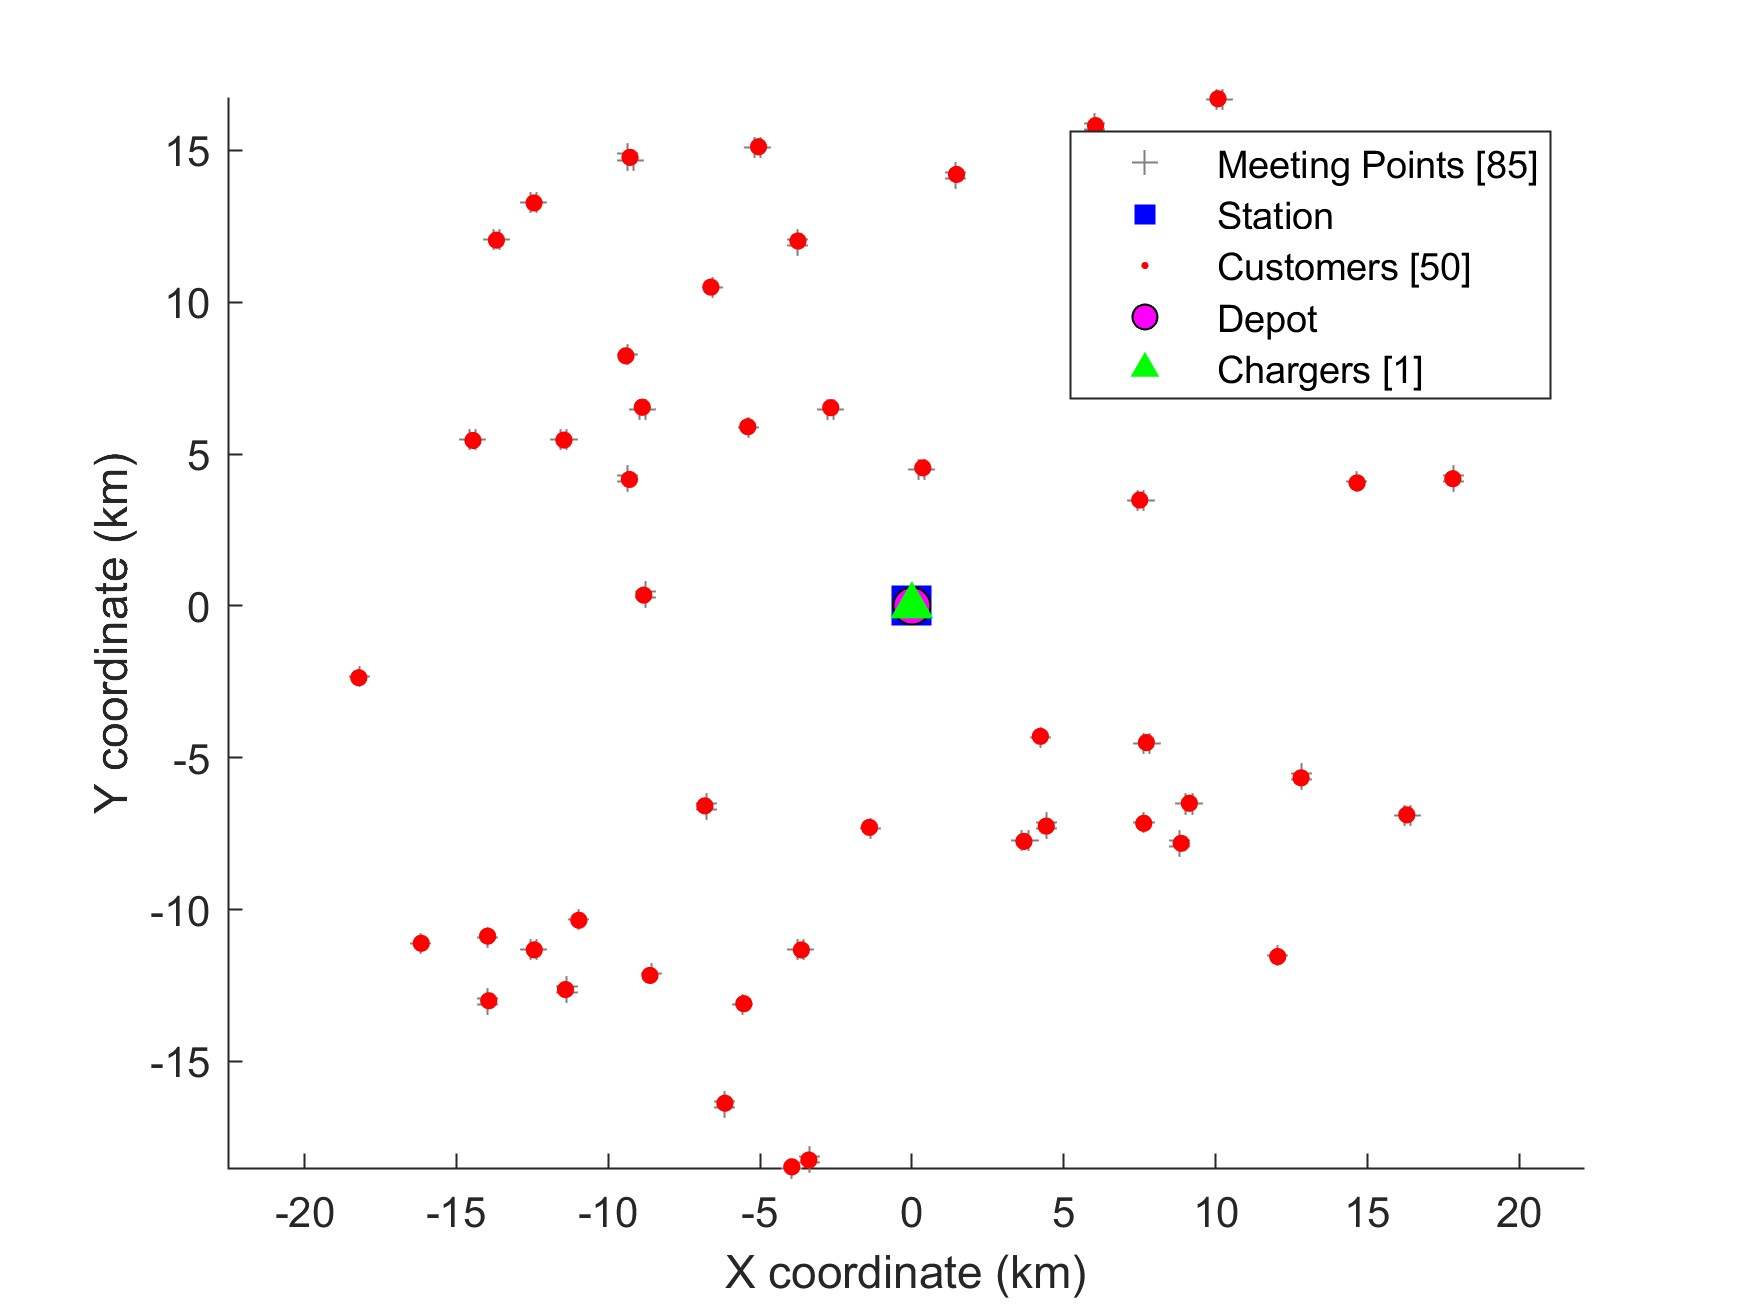 15
10
5
0
-5
-10
-15
Y coordinate (km)
Meeting Points [85]
Station
Customers [50]
Depot
Chargers [1]
-20 -15 -10 -5 0 5 10 15 20
X coordinate (km)